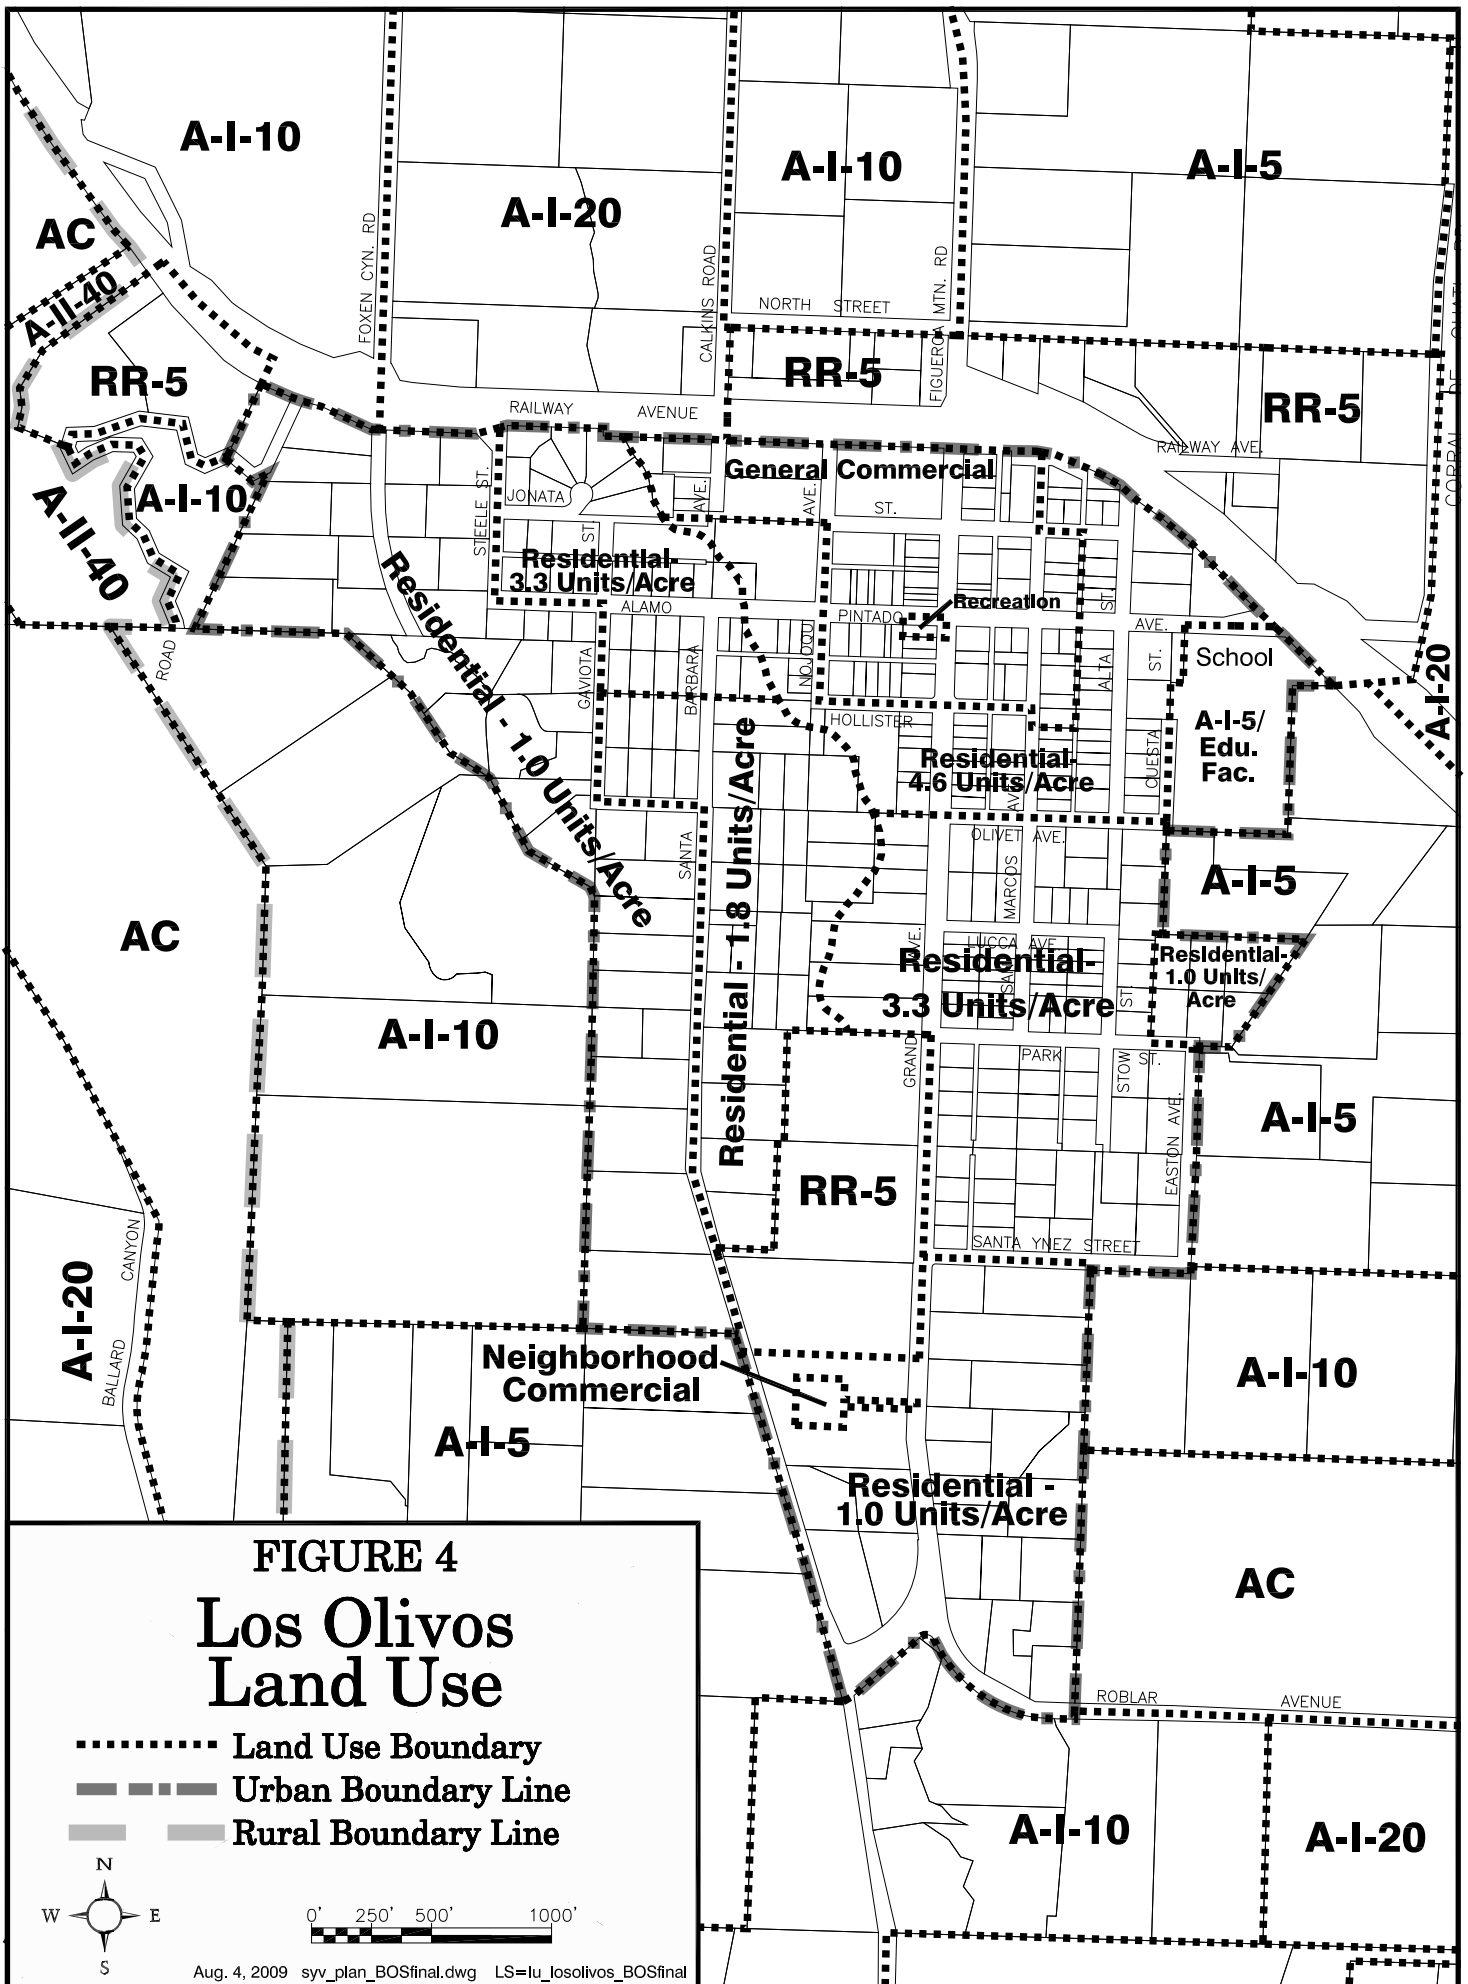 A-I-10
A-I-10
A-I-5
A-I-20
AC
A-II-40
FOXEN CYN. RD
CALKINS ROAD
NORTH STREET
FIGUEROA MTN. RD
RR-5
RR-5
RR-5
RAILWAY AVENUE
RAILWAY AVE.
CORRAL DE
General Commercial
A-I-10
A-II-40
JONATA
ST.
AVE.
AVE.
ST.
STEELE ST.
Residential-
3.3 Units/Acre
ALAMO
PINTADO
Recreation
AVE.
ST.
ROAD
Residential - 1.0 Units/Acre
GAVIOTA
BARBARA
NOJOQUI
ALTA
ST.
School
A-I-20
HOLLISTER
A-I-5/
Edu.
Fac.
Residential-
4.6 Units/Acre
AVE
CUESTA
OLIVET AVE.
SANTA
Residential - 1.8 Units/Acre
MARCOS
A-I-5
AC
AVE.
LUCCA AVE
SAN
Residential-
3.3 Units/Acre
ST.
Residential-
1.0 Units/
Acre
A-I-10
GRAND
PARK ST.
STOW
A-I-5
EASTON AVE.
RR-5
SANTA YNEZ STREET
A-I-20
BALLARD CANYON
Neighborhood
Commercial
A-I-10
A-I-5
Residential -
1.0 Units/Acre
AC
ROBLAR AVENUE
A-I-10
A-I-20
FIGURE 4
Los Olivos
Land Use
Land Use Boundary
Urban Boundary Line
Rural Boundary Line
N
W E
S
0' 250' 500' 1000'
Aug. 4, 2009 syv_plan_BOSfinal.dwg LS=lu_losolivos_BOSfinal